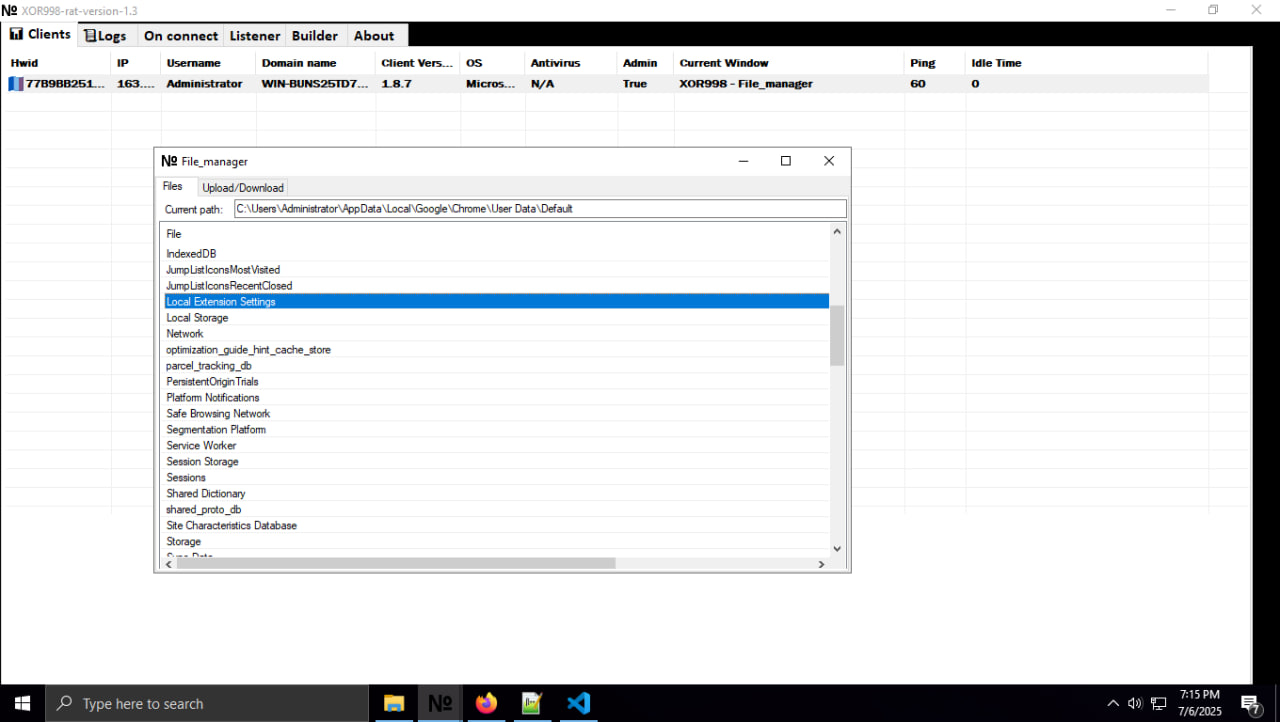 № XOR998-rat-version-1.3
Clients Logs On connect Listener Builder About
Hwid IP Username Domain name Client Vers... OS Antivirus Admin Current Window Ping Idle Time
77B9BB251... 163.... Administrator WIN-BUNS25TD7... 1.8.7 Micros... N/A True XOR998 - File_manager 60 0
№ File_manager
Files Upload/Download
Current path: C:\Users\Administrator\AppData\Local\Google\Chrome\User Data\Default
File
IndexedDB
JumpListIconsMostVisited
JumpListIconsRecentClosed
Local Extension Settings
Local Storage
Network
optimization_guide_hint_cache_store
parcel_tracking_db
PersistentOriginTrials
Platform Notifications
Safe Browsing Network
Segmentation Platform
Service Worker
Session Storage
Sessions
Shared Dictionary
shared_proto_db
Site Characteristics Database
Storage
Type here to search
№
7:15 PM
7/6/2025
7